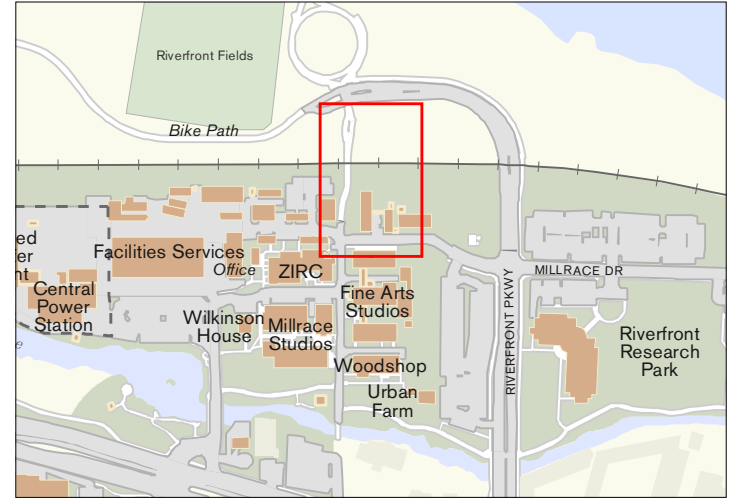 Riverfront Fields
Bike Path
ed
er
nt
Facilities Services
Office
ZIRC
MILLRACE DR
Central
Power
Station
Fine Arts
Studios
Wilkinson
House
Millrace
Studios
RIVERFRONT PKWY
Riverfront
Research
Park
Woodshop
Urban
Farm
e